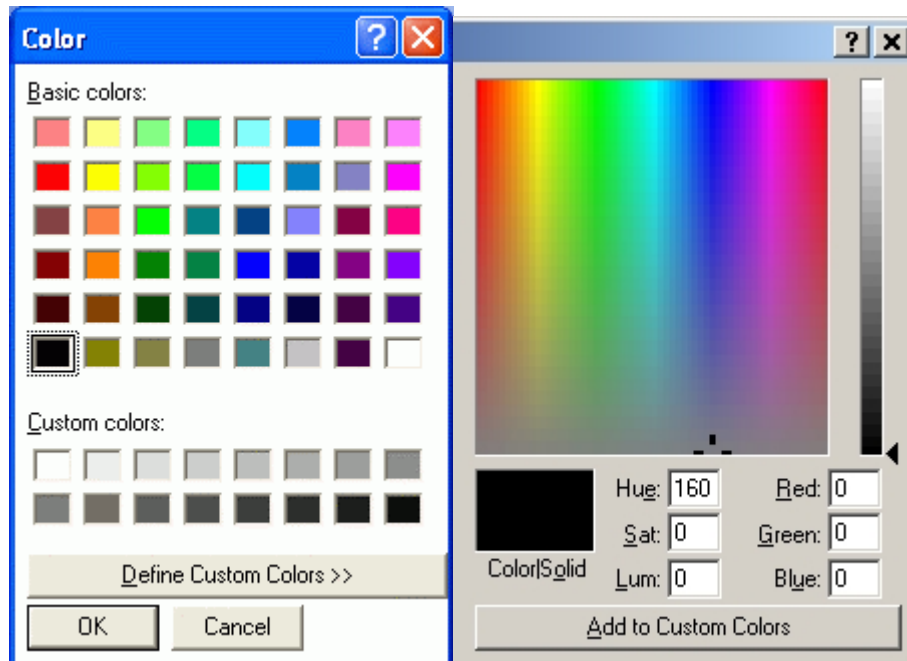 Color
Basic colors:
Custom colors:
Define Custom Colors >>
OK Cancel
? 
Hue: 160 Red: 0
Sat: 0 Green: 0
Color|Solid
Lum: 0 Blue: 0
Add to Custom Colors